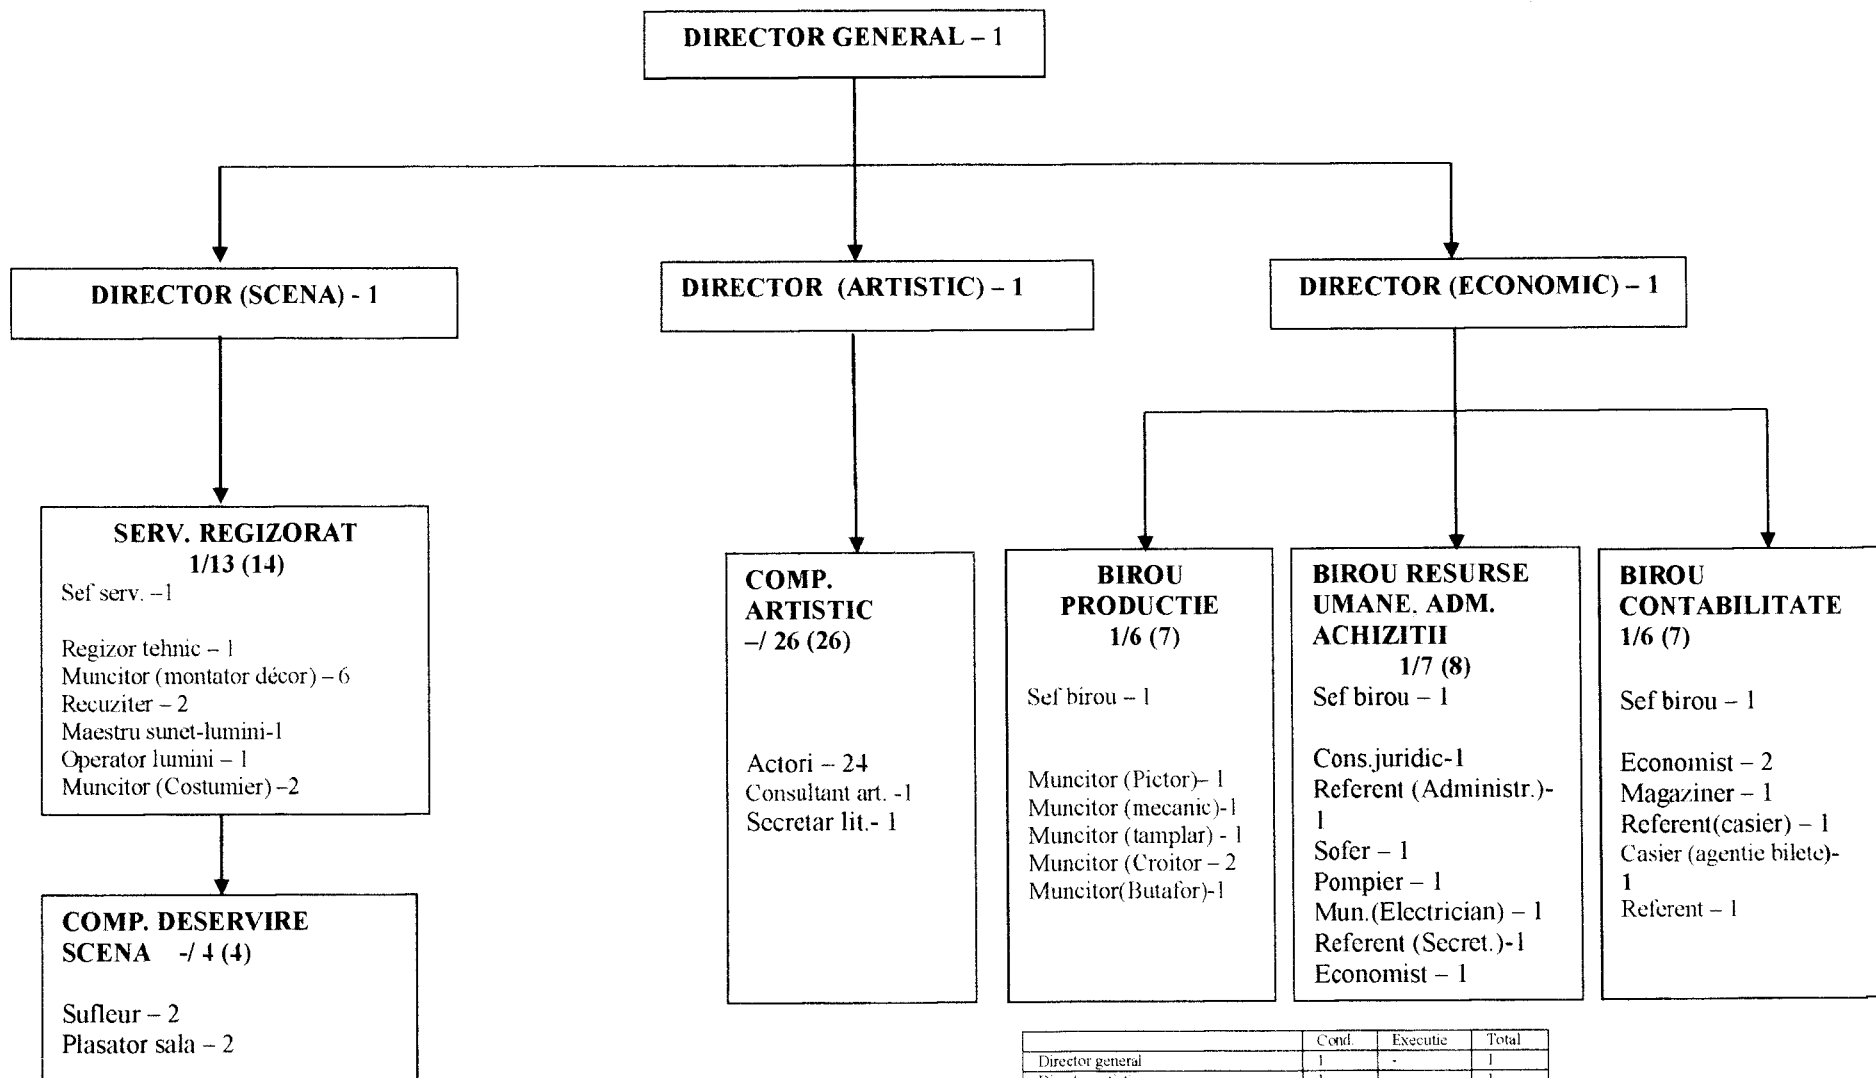 DIRECTOR GENERAL – 1
DIRECTOR (SCENA) - 1
DIRECTOR (ARTISTIC) – 1
DIRECTOR (ECONOMIC) – 1
SERV. REGIZORAT
1/13 (14)
Sef serv. –1
Regizor tehnic – 1
Muncitor (montator décor) – 6
Recuziter – 2
Maestru sunet-lumini-1
Operator lumini – 1
Muncitor (Costumier) –2
COMP. DESERVIRE
SCENA -/ 4 (4)
Sufleur – 2
Plasator sala – 2
COMP.
ARTISTIC
–/ 26 (26)
Actori – 24
Consultant art. -1
Secretar lit.- 1
BIROU
PRODUCTIE
1/6 (7)
Sef birou – 1
Muncitor (Pictor)– 1
Muncitor (mecanic)-1
Muncitor (tamplar) - 1
Muncitor (Croitor – 2
Muncitor(Butafor)-1
BIROU RESURSE
UMANE. ADM.
ACHIZITII
1/7 (8)
Sef birou – 1
Cons.juridic-1
Referent (Administr.)-
1
Sofer – 1
Pompier – 1
Mun.(Electrician) – 1
Referent (Secret.)-1
Economist – 1
BIROU
CONTABILITATE
1/6 (7)
Sef birou – 1
Economist – 2
Magaziner – 1
Referent(casier) – 1
Casier (agentie bilete)-
1
Referent – 1
Cond. Executie Total
Director general 1 - 1